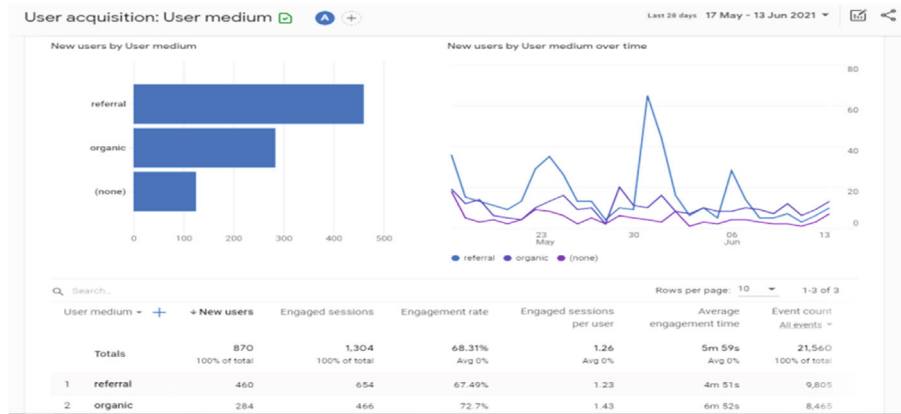 User acquisition: User medium A Last 28 days 17 May - 13 Jun 2021
New users by User medium
referral
organic
(none)
0 100 200 300 400 500
New users by User medium over time
80
60
40
20
0
23 May 30 06 Jun 13
referral organic (none)
Search... Rows per page: 10 1-3 of 3
User medium New users Engaged sessions Engagement rate Engaged sessions per user Average engagement time Event count
All events
Totals 870 1,304 68.31% 1.26 5m 59s 21,560
100% of total 100% of total Avg 0% Avg 0% Avg 0% 100% of total
1 referral 460 654 67.49% 1.23 4m 51s 9,805
2 organic 284 466 72.7% 1.43 6m 52s 8,465